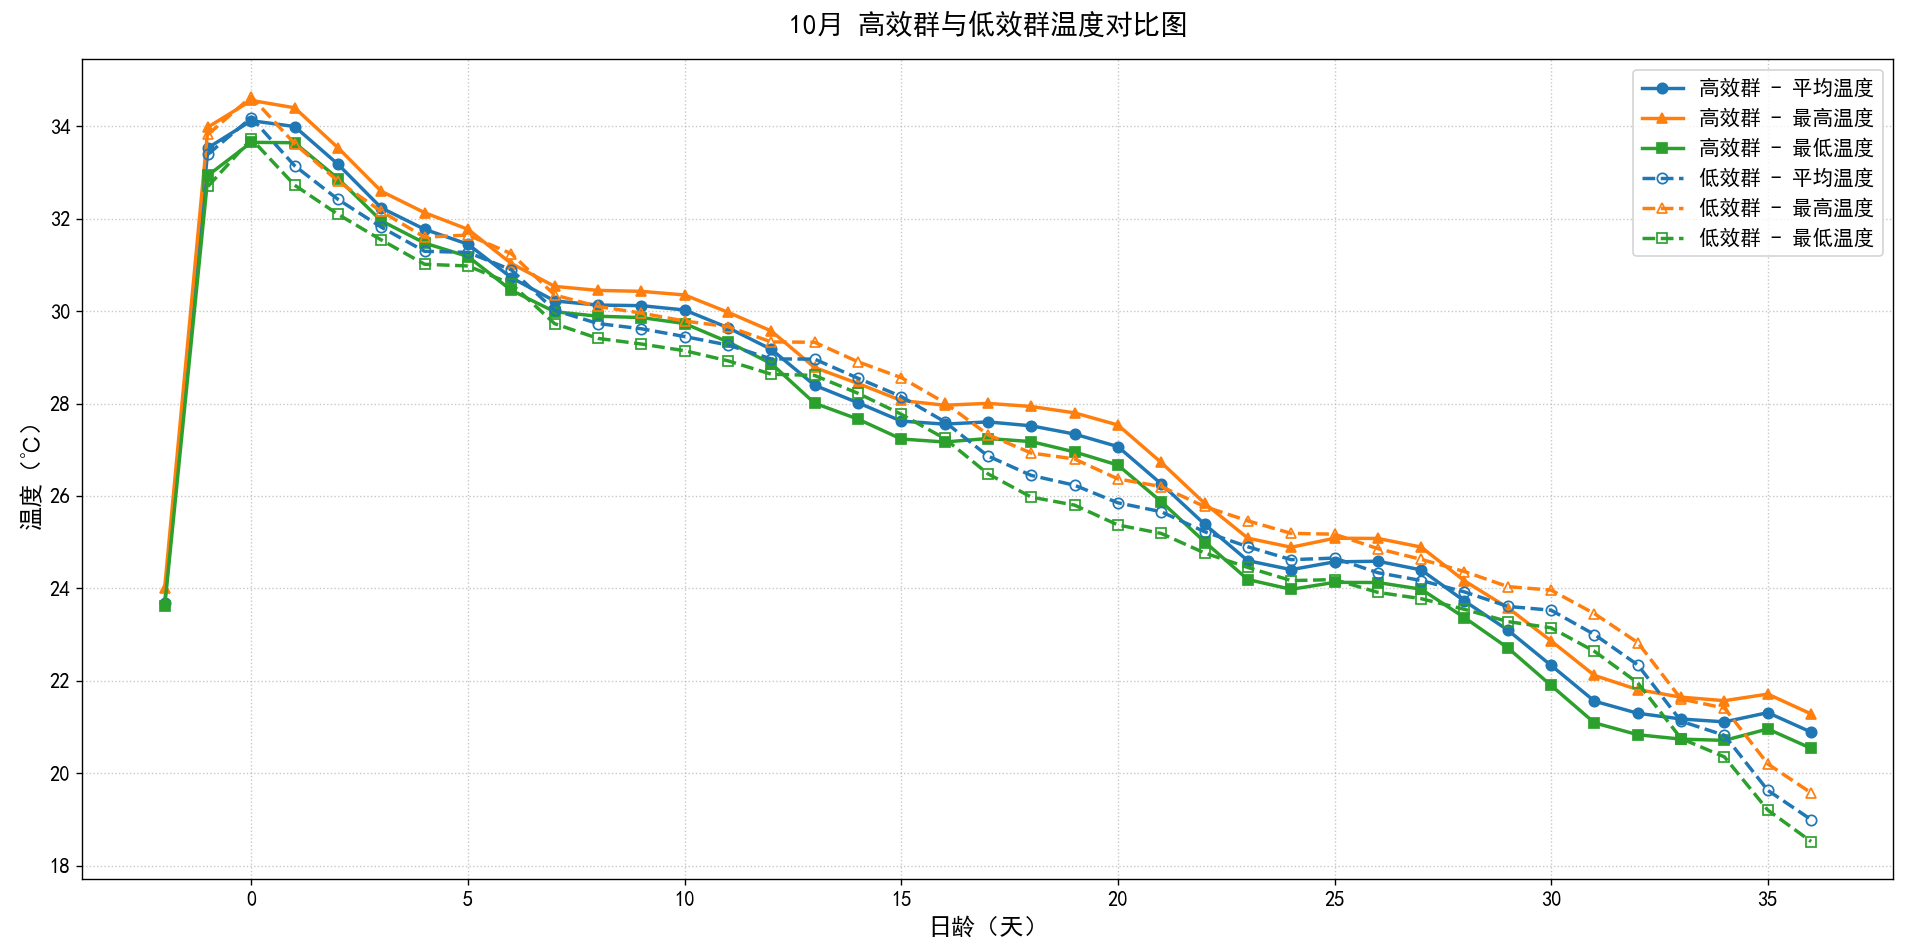 10月 高效群与低效群温度对比图
高效群 - 平均温度
高效群 - 最高温度
高效群 - 最低温度
低效群 - 平均温度
低效群 - 最高温度
低效群 - 最低温度
温度（℃）
34
32
30
28
26
24
22
20
18
0 5 10 15 20 25 30 35
日龄（天）